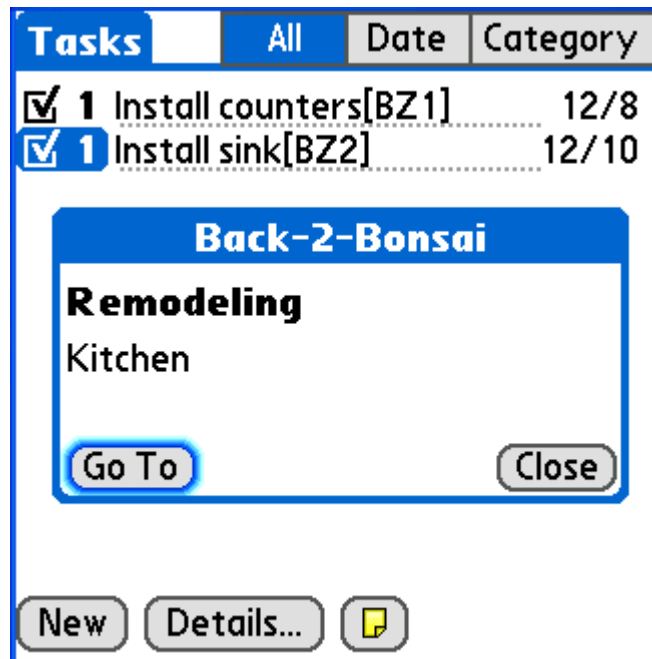 Tasks All Date Category
1 Install counters[BZ1] 12/8
1 Install sink[BZ2] 12/10
Back-2-Bonsai
Remodeling
Kitchen
Go To Close
New Details...